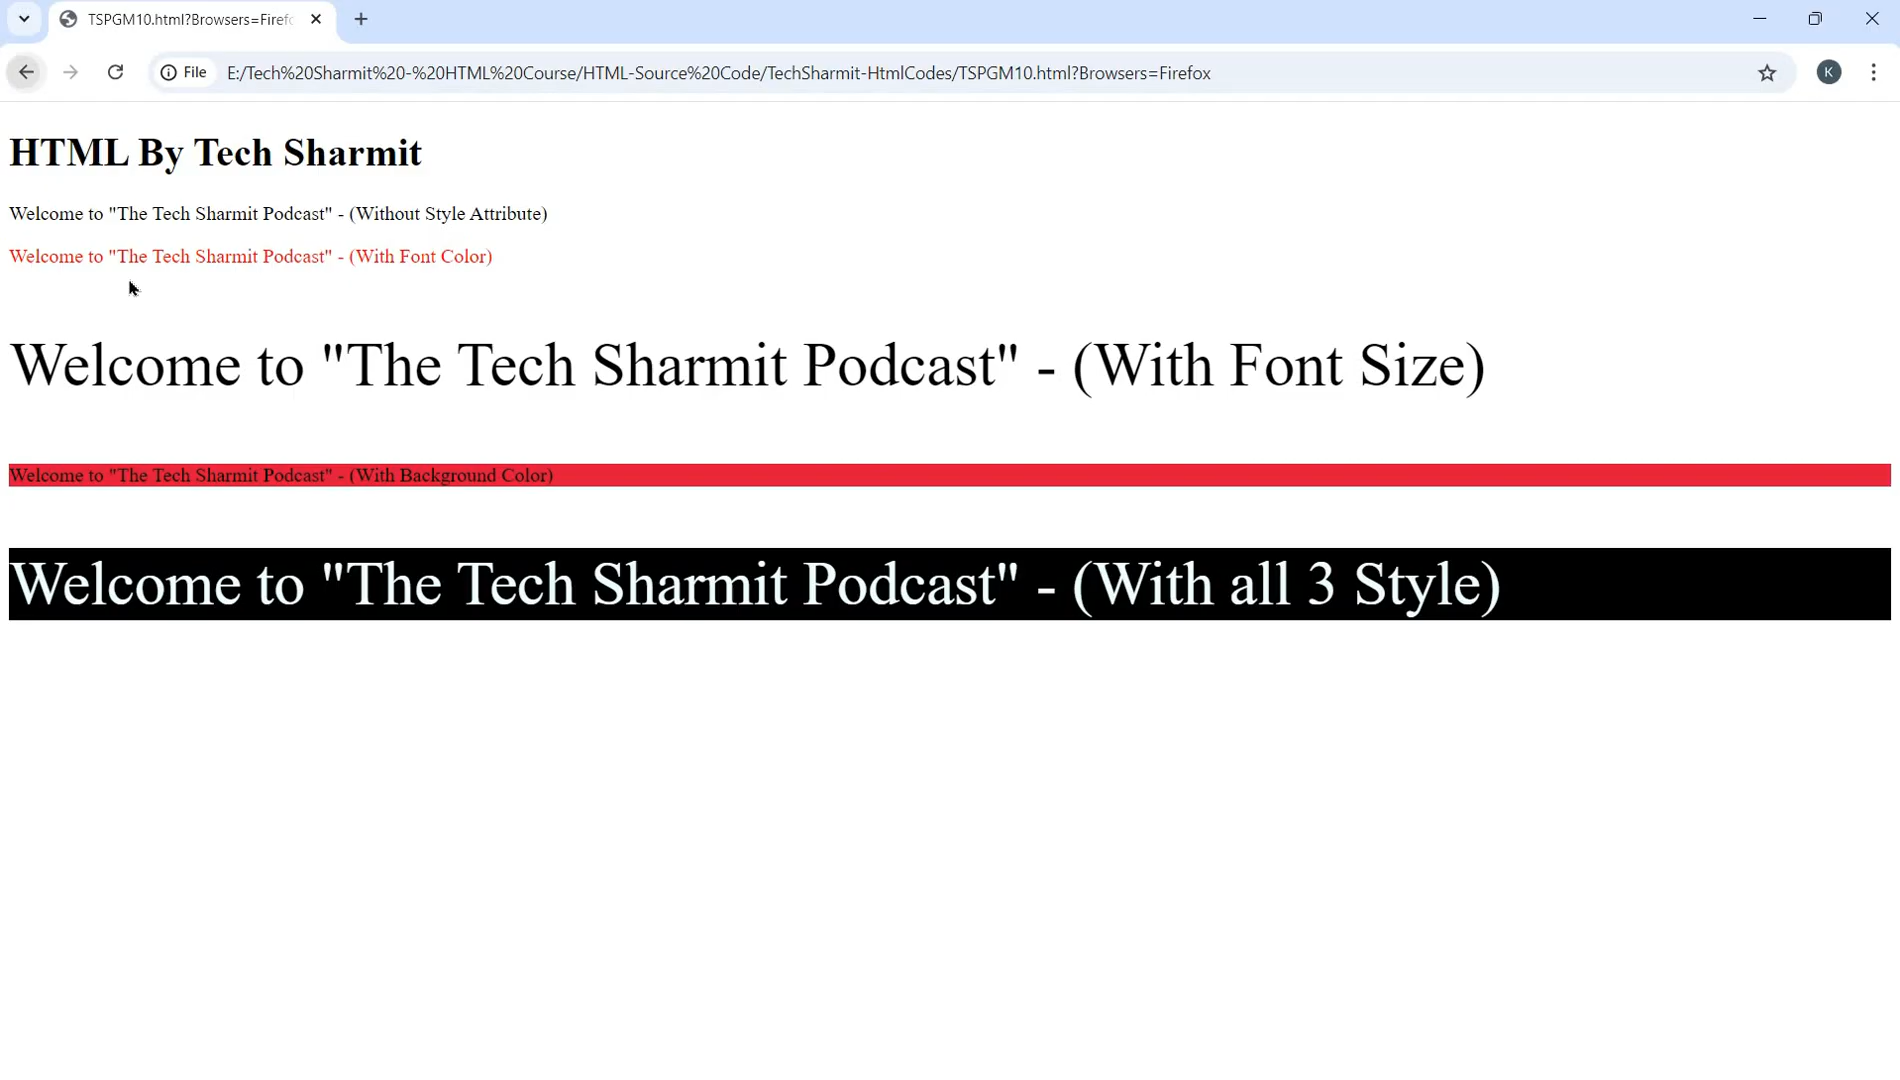 TSPGM10.html?Browsers=Firefo
File
E:/Tech%20Sharmit%20-%20HTML%20Course/HTML-Source%20Code/TechSharmit-HtmlCodes/TSPGM10.html?Browsers=Firefox
K
HTML By Tech Sharmit
Welcome to "The Tech Sharmit Podcast" - (Without Style Attribute)
Welcome to "The Tech Sharmit Podcast" - (With Font Color)
Welcome to "The Tech Sharmit Podcast" - (With Font Size)
Welcome to "The Tech Sharmit Podcast" - (With Background Color)
Welcome to "The Tech Sharmit Podcast" - (With all 3 Style)